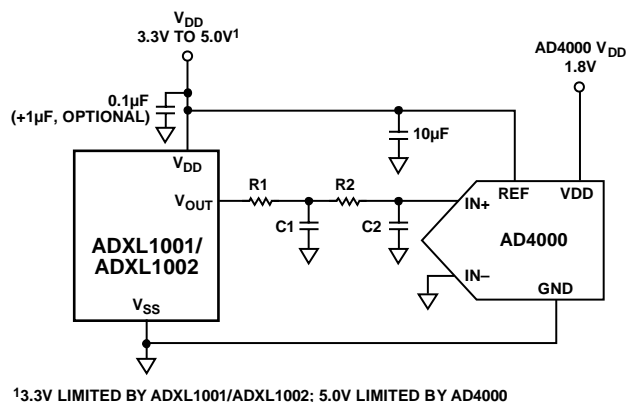 VDD
3.3V TO 5.0V¹
AD4000 VDD
1.8V
0.1µF
(+1µF, OPTIONAL)
10µF
VDD
R1
R2
REF
VDD
VOUT
IN+
C1
C2
ADXL1001/
ADXL1002
AD4000
IN–
VSS
GND
¹3.3V LIMITED BY ADXL1001/ADXL1002; 5.0V LIMITED BY AD4000